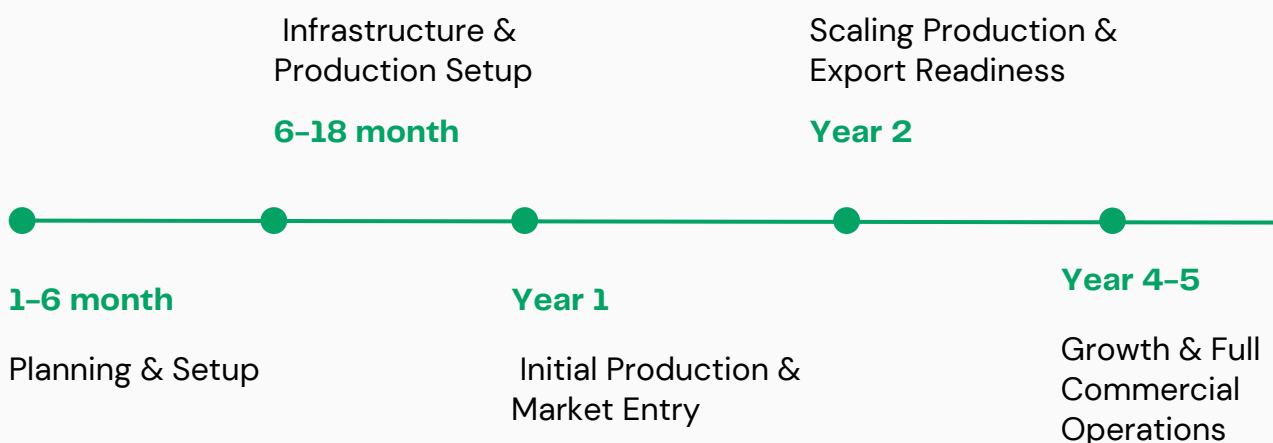 Infrastructure &
Production Setup
6-18 month
Scaling Production &
Export Readiness
Year 2
1-6 month
Planning & Setup
Year 1
Initial Production &
Market Entry
Year 4-5
Growth & Full
Commercial
Operations